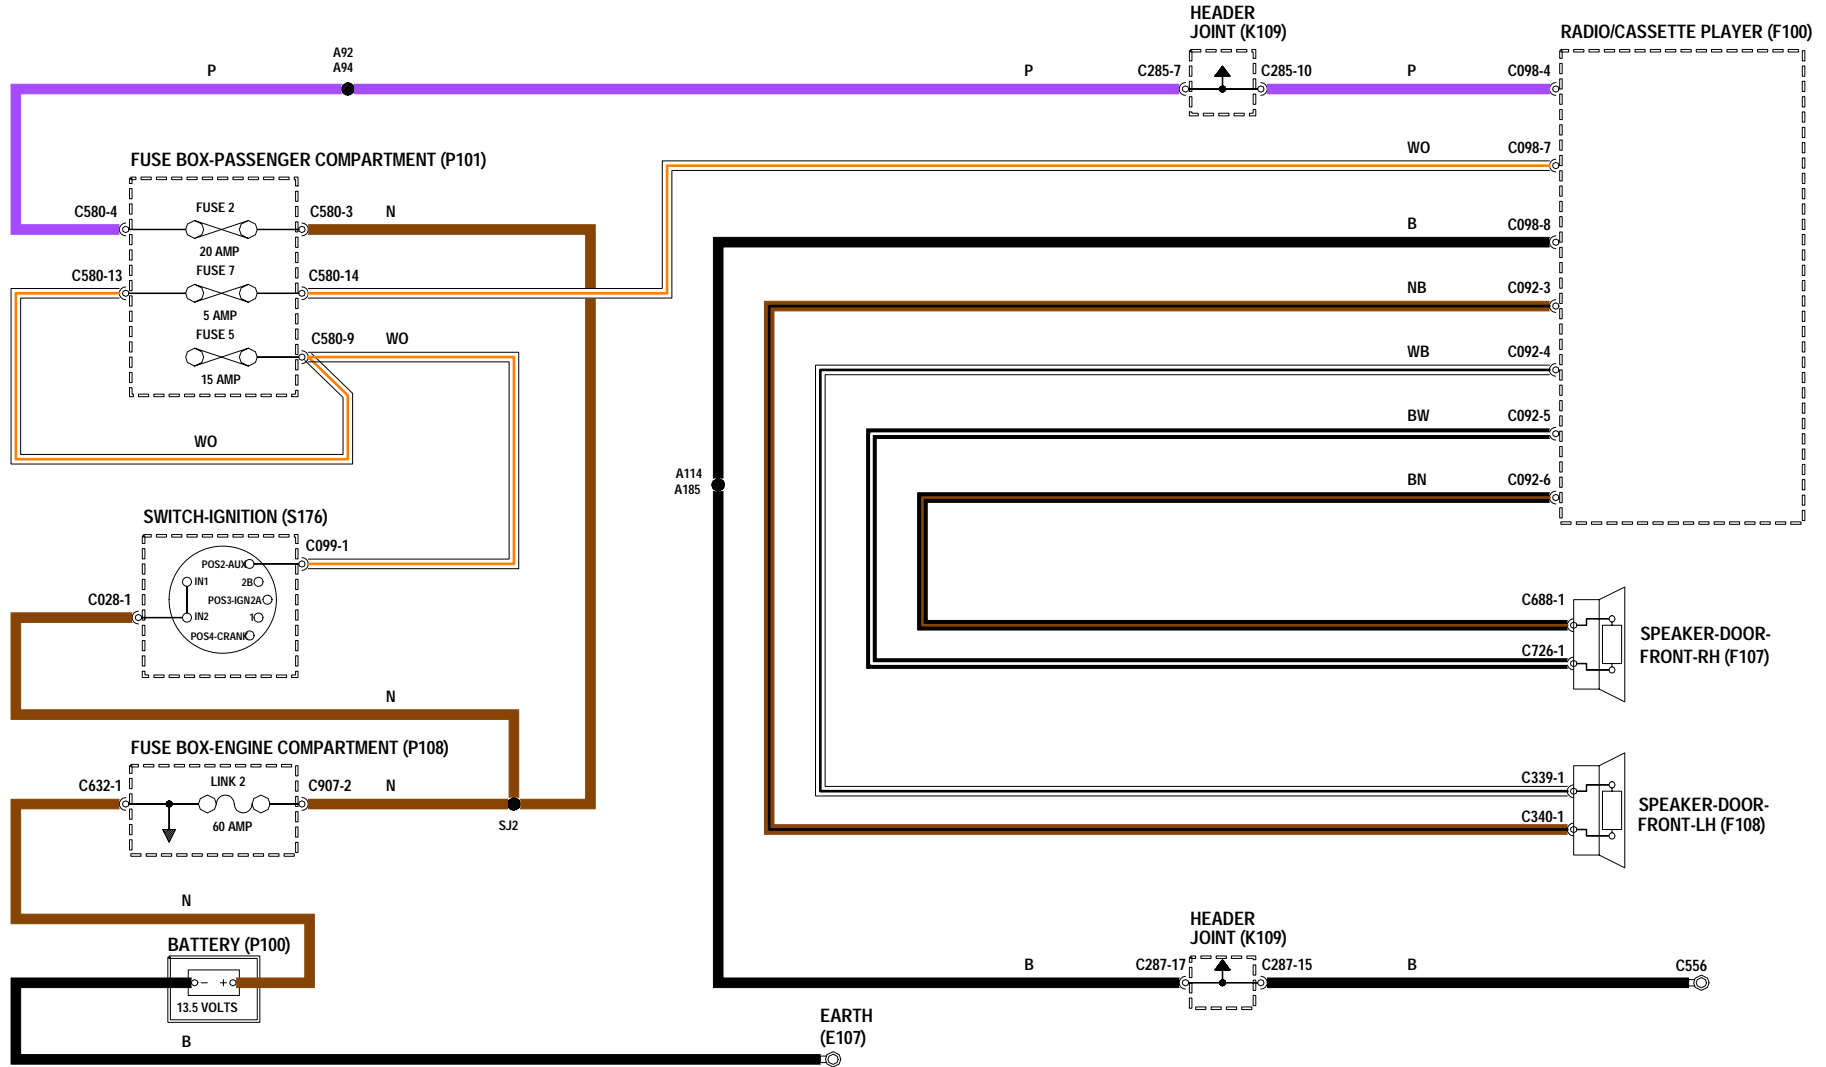 HEADER
JOINT (K109)
RADIO/CASSETTE PLAYER (F100)
A92
A94
P
P
C285-7
C285-10
P
C098-4
FUSE BOX-PASSENGER COMPARTMENT (P101)
WO
C098-7
C580-4
FUSE 2
C580-3
N
20 AMP
B
C098-8
C580-13
FUSE 7
C580-14
5 AMP
NB
C092-3
FUSE 5
C580-9
WO
15 AMP
WB
C092-4
WO
BW
C092-5
A114
A185
BN
C092-6
SWITCH-IGNITION (S176)
C099-1
POS2-AUX
IN1
2B
POS3-IGN2A
C028-1
IN2
1
POS4-CRANK
C688-1
SPEAKER-DOOR-
FRONT-RH (F107)
C726-1
N
FUSE BOX-ENGINE COMPARTMENT (P108)
C632-1
LINK 2
C907-2
N
60 AMP
SJ2
C339-1
SPEAKER-DOOR-
FRONT-LH (F108)
C340-1
N
HEADER
JOINT (K109)
BATTERY (P100)
B
C287-17
C287-15
B
C556
- +
13.5 VOLTS
EARTH
(E107)
B